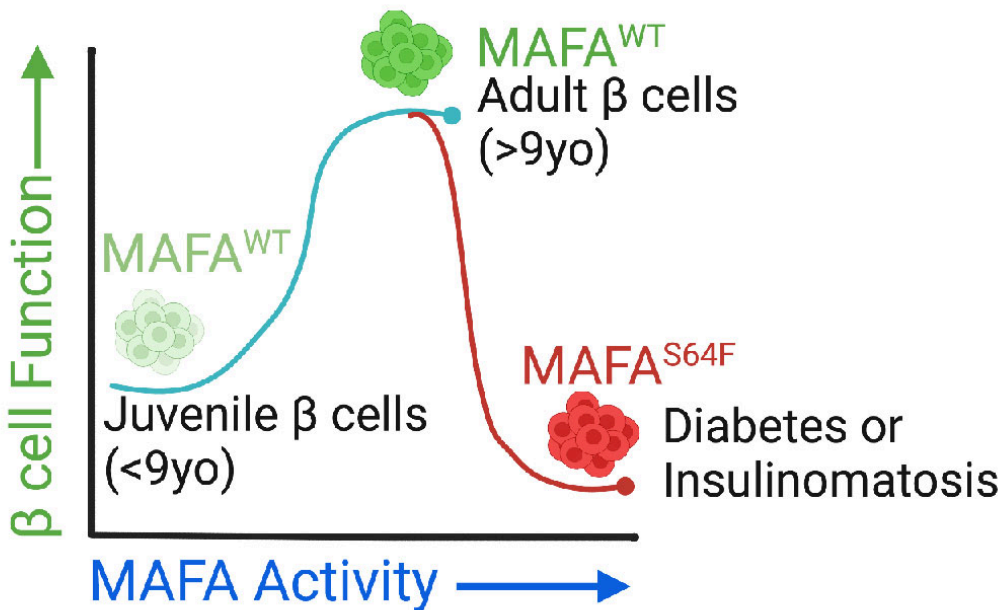 β cell Function
MAFA^WT
Adult β cells
(>9yo)
MAFA^WT
Juvenile β cells
(<9yo)
MAFA^S64F
Diabetes or
Insulinomatosis
MAFA Activity